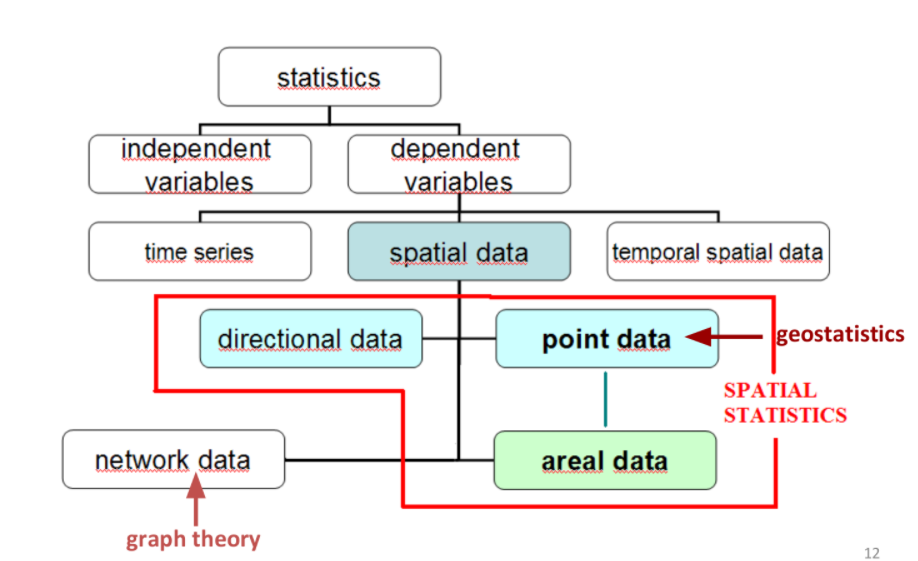 statistics
independent
variables
dependent
variables
time series
spatial data
temporal spatial data
directional data
point data
geostatistics
SPATIAL
STATISTICS
network data
areal data
graph theory
12